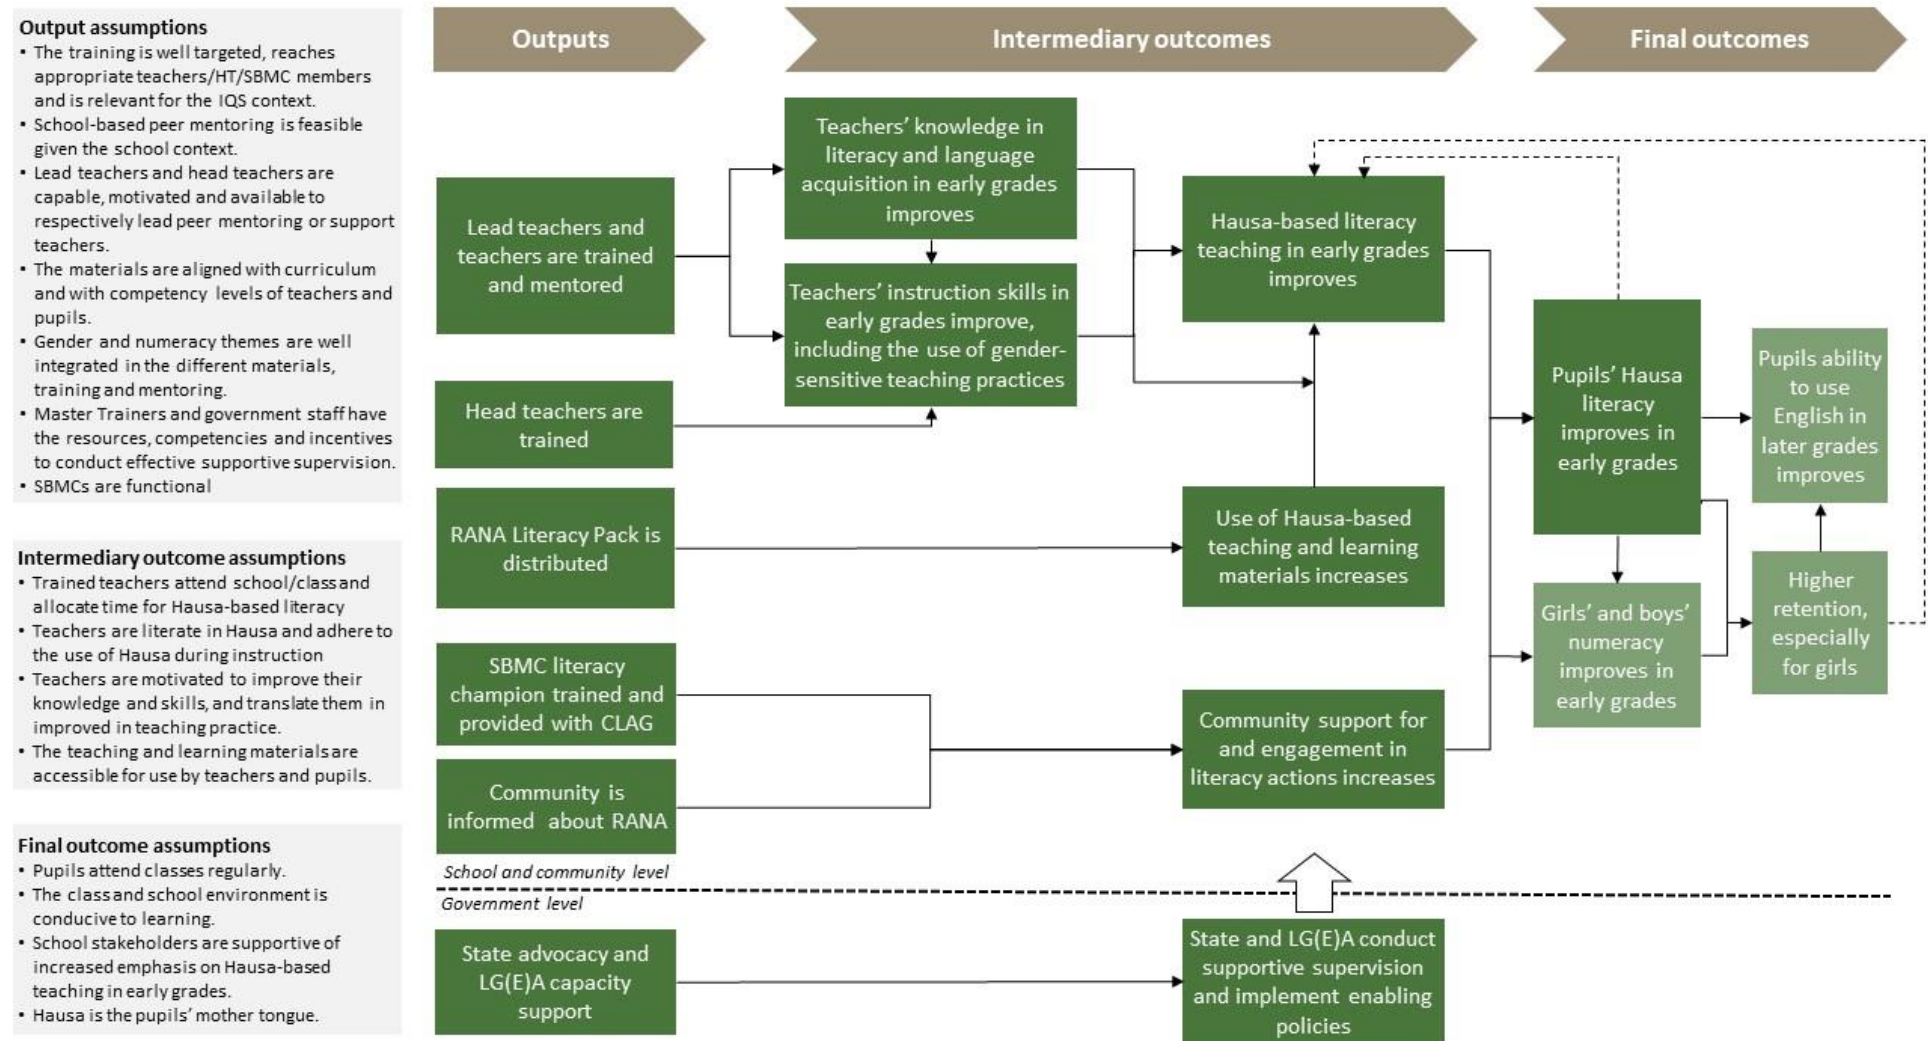 Output assumptions
• The training is well targeted, reaches
appropriate teachers/HT/SBMC members
and is relevant for the IQS context.
• School-based peer mentoring is feasible
given the school context.
• Lead teachers and head teachers are
capable, motivated and available to
respectively lead peer mentoring or support
teachers.
• The materials are aligned with curriculum
and with competency levels of teachers and
pupils.
• Gender and numeracy themes are well
integrated in the different materials,
training and mentoring.
• Master Trainers and government staff have
the resources, competencies and incentives
to conduct effective supportive supervision.
• SBMCs are functional
Intermediary outcome assumptions
• Trained teachers attend school/class and
allocate time for Hausa-based literacy
• Teachers are literate in Hausa and adhere to
the use of Hausa during instruction
• Teachers are motivated to improve their
knowledge and skills, and translate them in
improved in teaching practice.
• The teaching and learning materials are
accessible for use by teachers and pupils.
Final outcome assumptions
• Pupils attend classes regularly.
• The class and school environment is
conducive to learning.
• School stakeholders are supportive of
increased emphasis on Hausa-based
teaching in early grades.
• Hausa is the pupils' mother tongue.
Outputs
Intermediary outcomes
Final outcomes
Lead teachers and
teachers are trained
and mentored
Head teachers are
trained
RANA Literacy Pack is
distributed
SBMC literacy
champion trained and
provided with CLAG
Community is
informed about RANA
Teachers' knowledge in
literacy and language
acquisition in early grades
improves
Teachers' instruction skills in
early grades improve,
including the use of gender-
sensitive teaching practices
Hausa-based literacy
teaching in early grades
improves
Use of Hausa-based
teaching and learning
materials increases
Community support for
and engagement in
literacy actions increases
Pupils' Hausa
literacy
improves in
early grades
Girls' and boys'
numeracy
improves in
early grades
Pupils ability
to use
English in
later grades
improves
Higher
retention,
especially
for girls
School and community level
Government level
State advocacy and
LG(E)A capacity
support
State and LG(E)A conduct
supportive supervision
and implement enabling
policies